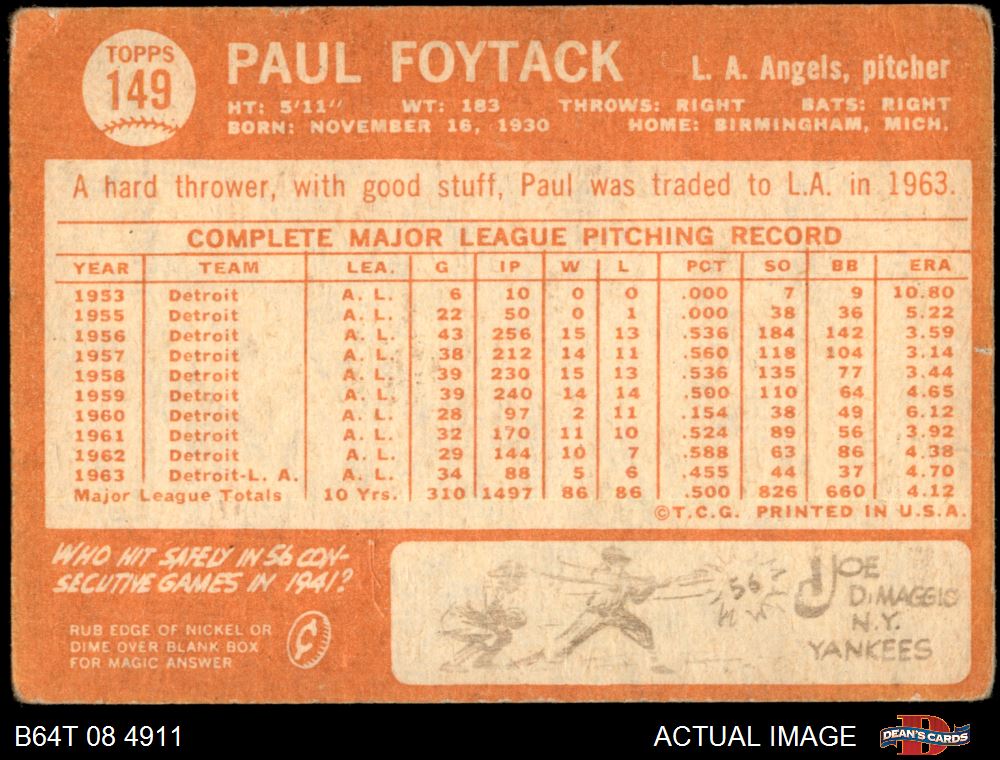 TOPPS
149
PAUL FOYTACK
L. A. Angels, pitcher
HT: 5'11" WT: 183 THROWS: RIGHT BATS: RIGHT
BORN: NOVEMBER 16, 1930 HOME: BIRMINGHAM, MICH.
A hard thrower, with good stuff, Paul was traded to L.A. in 1963.
COMPLETE MAJOR LEAGUE PITCHING RECORD
YEAR TEAM LEA. G IP W L PCT SO BB ERA
1953 Detroit A. L. 6 10 0 0 .000 7 9 10.80
1955 Detroit A. L. 22 50 0 1 .000 38 36 5.22
1956 Detroit A. L. 43 256 15 13 .536 184 142 3.59
1957 Detroit A. L. 38 212 14 11 .560 118 104 3.14
1958 Detroit A. L. 39 230 15 13 .536 135 77 3.44
1959 Detroit A. L. 39 240 14 14 .500 110 64 4.65
1960 Detroit A. L. 28 97 2 11 .154 38 49 6.12
1961 Detroit A. L. 32 170 11 10 .524 89 56 3.92
1962 Detroit A. L. 29 144 10 7 .588 63 86 4.38
1963 Detroit-L. A. A. L. 34 88 5 6 .455 44 37 4.70
Major League Totals 10 Yrs. 310 1497 86 86 .500 826 660 4.12
©T.C.G. PRINTED IN U.S.A.
WHO HIT SAFELY IN 56 CON-
SECUTIVE GAMES IN 1941?
RUB EDGE OF NICKEL OR
DIME OVER BLANK BOX
FOR MAGIC ANSWER
¢
56
JOE
DiMAGGIO
N.Y.
YANKEES
B64T 08 4911
ACTUAL IMAGE
D
DEAN'S CARDS